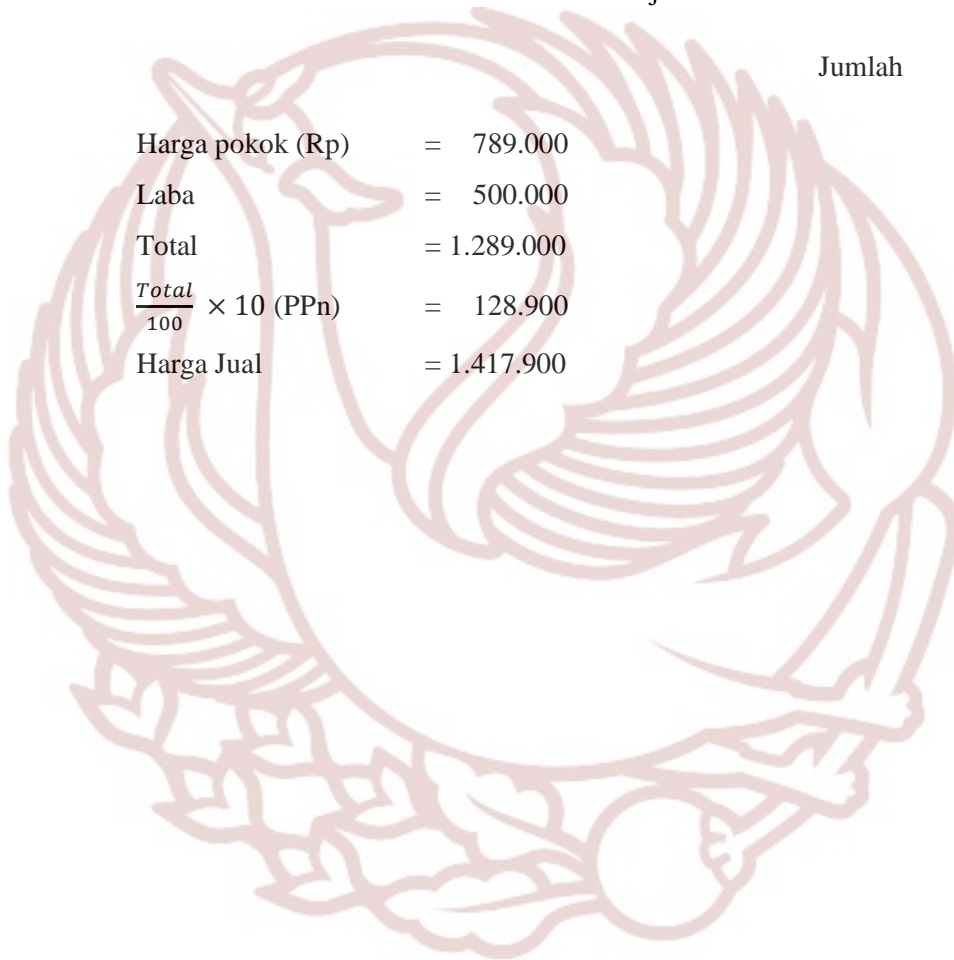 Jumlah
Harga pokok (Rp) = 789.000
Laba = 500.000
Total = 1.289.000
Total/100 × 10 (PPn) = 128.900
Harga Jual = 1.417.900